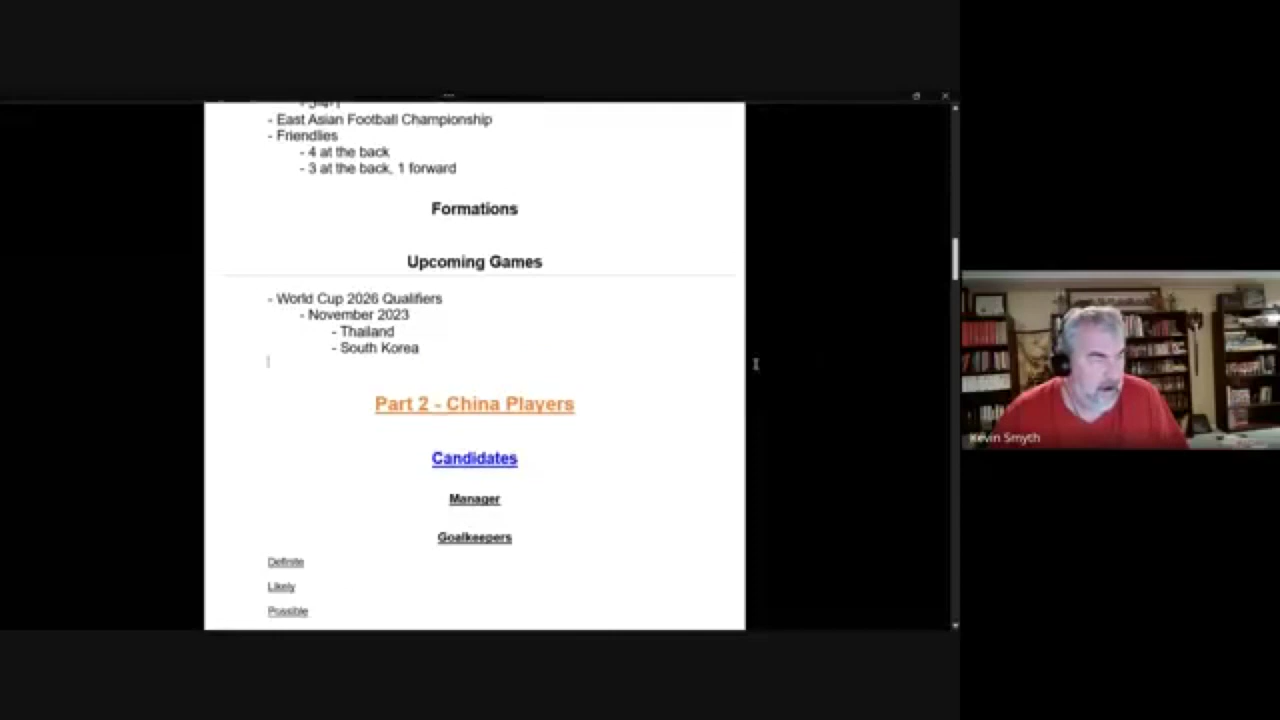 - East Asian Football Championship
- Friendlies
- 4 at the back
- 3 at the back, 1 forward
Formations
Upcoming Games
- World Cup 2026 Qualifiers
- November 2023
- Thailand
- South Korea
Part 2 - China Players
Candidates
Manager
Goalkeepers
Definite
Likely
Possible
Kevin Smyth